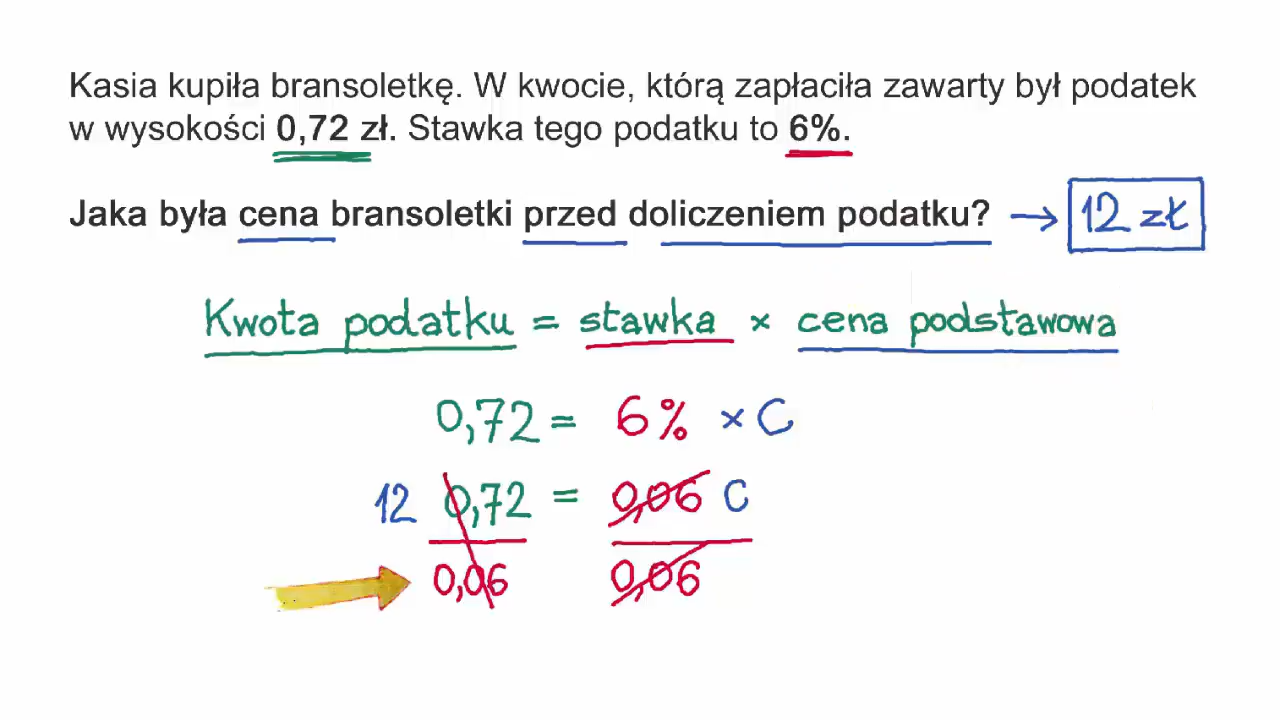 Kasia kupiła bransoletkę. W kwocie, którą zapłaciła zawarty był podatek
w wysokości 0,72 zł. Stawka tego podatku to 6%.
Jaka była cena bransoletki przed doliczeniem podatku? → 12 zł
Kwota podatku = stawka × cena podstawowa
0,72 = 6% × C
12 0,72 = 0,06 C
0,06 0,06